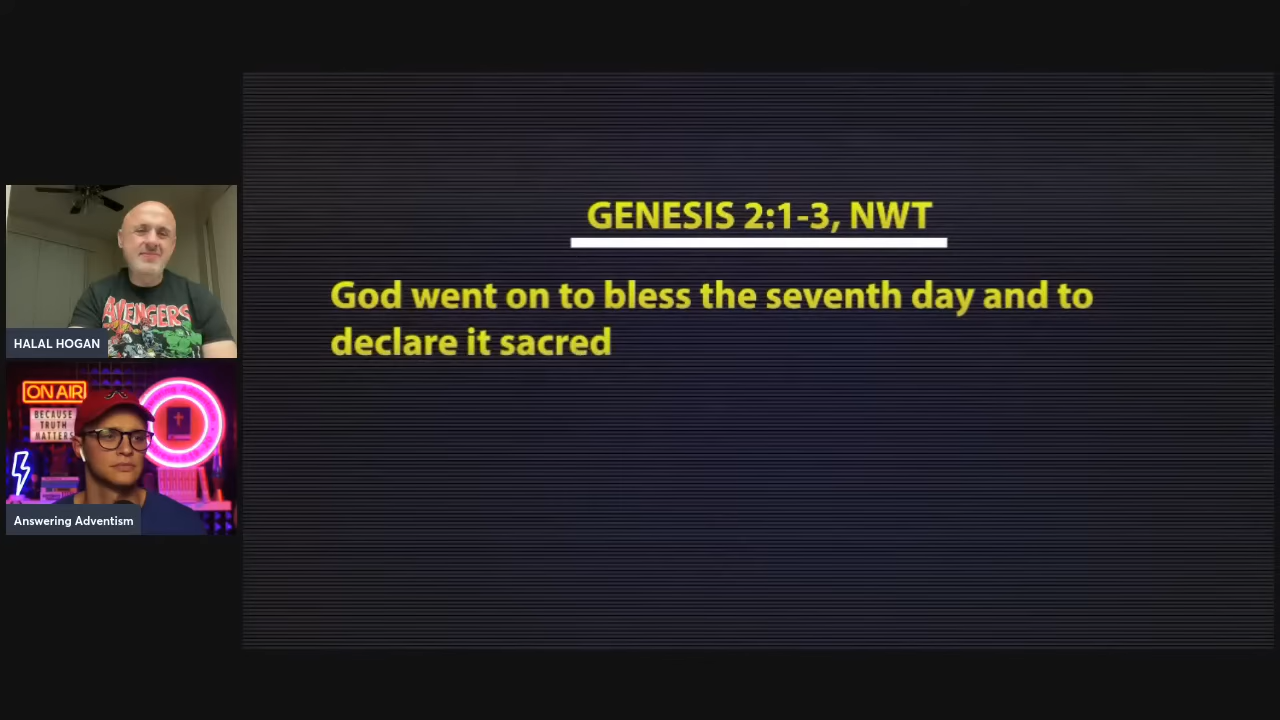 GENESIS 2:1-3, NWT
God went on to bless the seventh day and to
declare it sacred
AVENGERS
HALAL HOGAN
ON AIR
BECAUSE
TRUTH
MATTERS
Answering Adventism